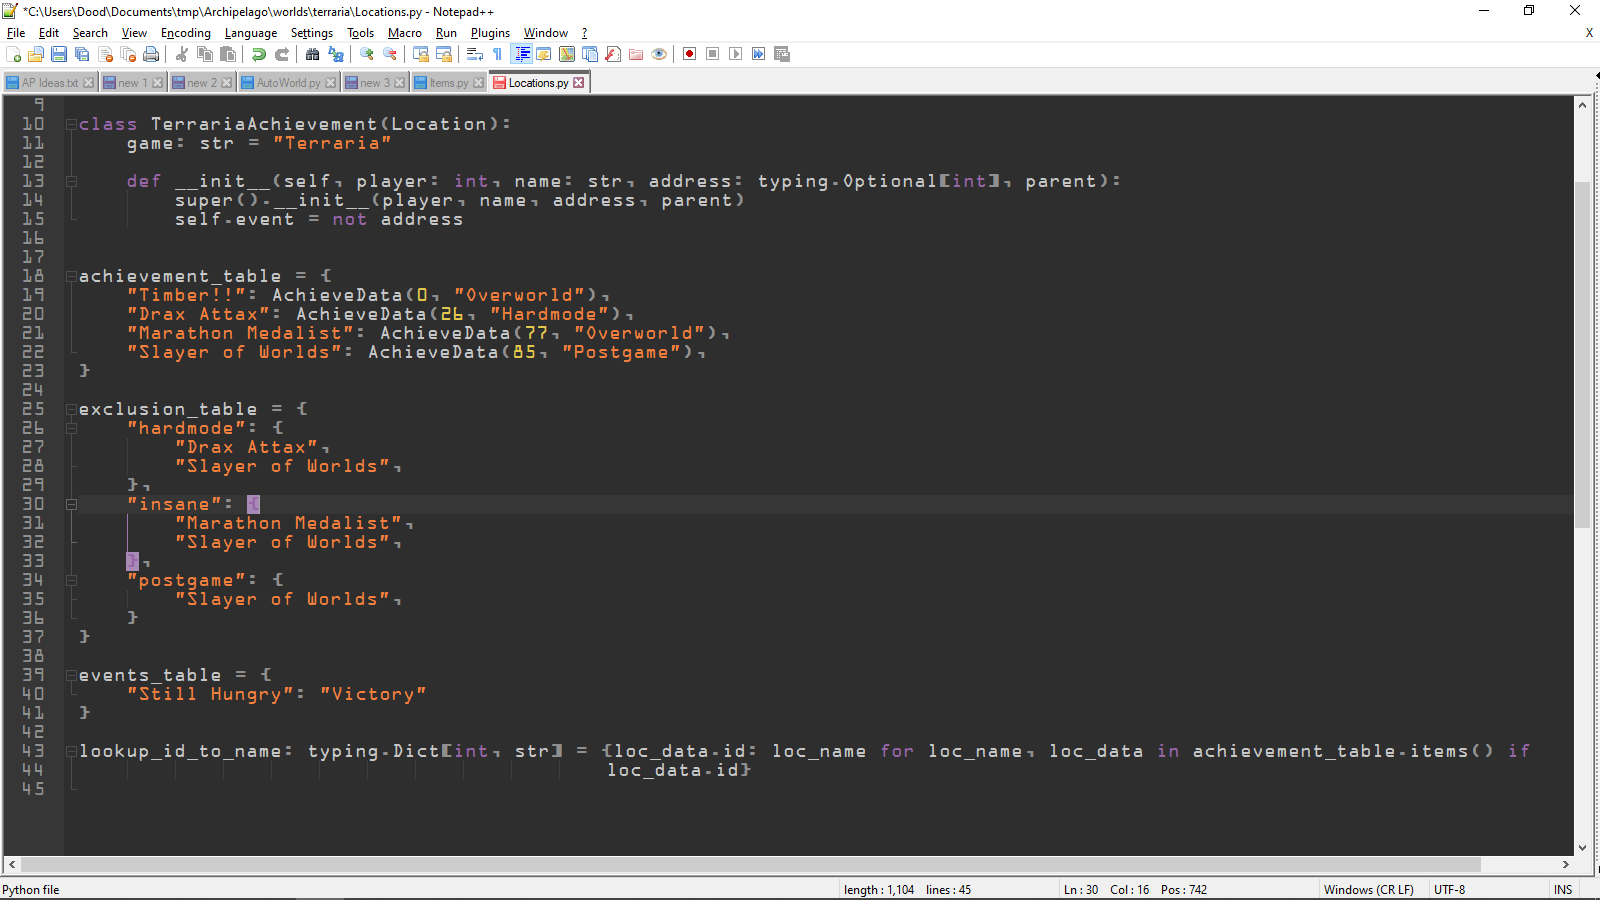 *C:\Users\Dood\Documents\tmp\Archipelago\worlds\terraria\Locations.py - Notepad++
File Edit Search View Encoding Language Settings Tools Macro Run Plugins Window ? X
AP Ideas.txt new 1 new 2 AutoWorld.py new 3 Items.py Locations.py
9
10 class TerrariaAchievement(Location):
11     game: str = "Terraria"
12
13     def __init__(self, player: int, name: str, address: typing.Optional[int], parent):
14         super().__init__(player, name, address, parent)
15         self.event = not address
16
17
18 achievement_table = {
19     "Timber!!": AchieveData(0, "Overworld"),
20     "Drax Attax": AchieveData(26, "Hardmode"),
21     "Marathon Medalist": AchieveData(77, "Overworld"),
22     "Slayer of Worlds": AchieveData(85, "Postgame"),
23 }
24
25 exclusion_table = {
26     "hardmode": {
27         "Drax Attax",
28         "Slayer of Worlds",
29     },
30     "insane": {
31         "Marathon Medalist",
32         "Slayer of Worlds",
33     },
34     "postgame": {
35         "Slayer of Worlds",
36     }
37 }
38
39 events_table = {
40     "Still Hungry": "Victory"
41 }
42
43 lookup_id_to_name: typing.Dict[int, str] = {loc_data.id: loc_name for loc_name, loc_data in achievement_table.items() if
44                                             loc_data.id}
45
Python file length : 1,104 lines : 45 Ln : 30 Col : 16 Pos : 742 Windows (CR LF) UTF-8 INS